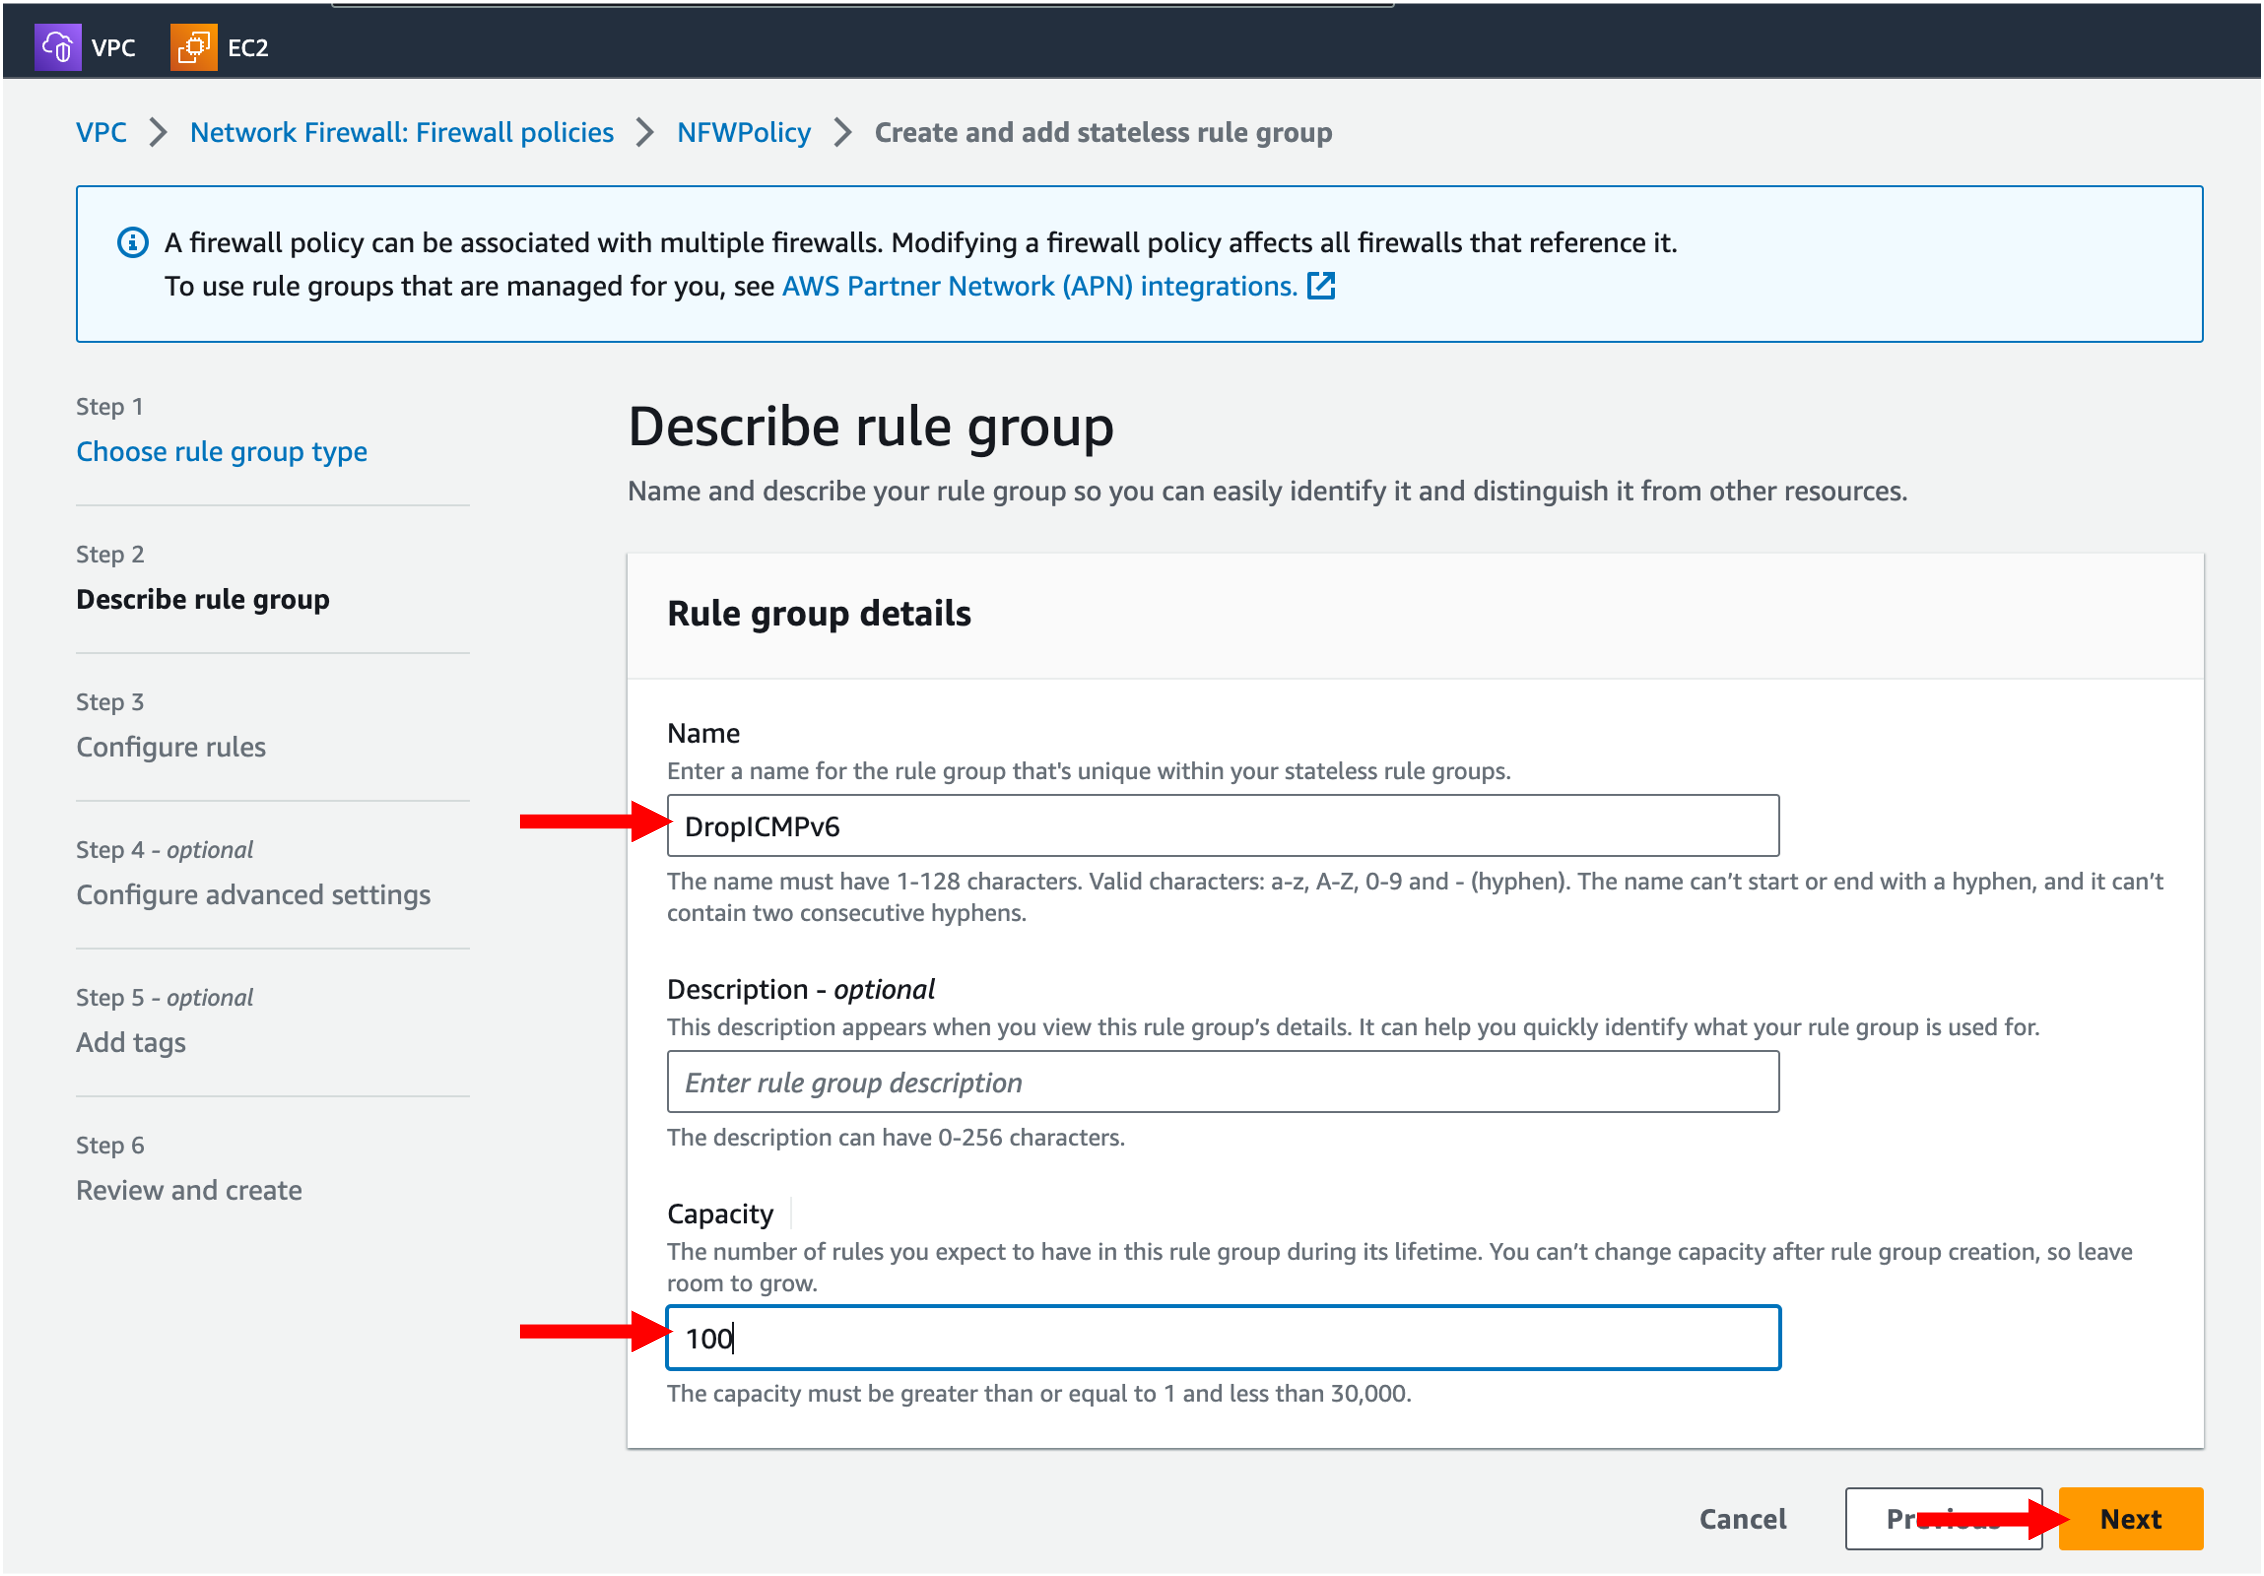 VPC EC2
VPC Network Firewall: Firewall policies NFWPolicy Create and add stateless rule group
A firewall policy can be associated with multiple firewalls. Modifying a firewall policy affects all firewalls that reference it.
To use rule groups that are managed for you, see AWS Partner Network (APN) integrations.
Step 1
Choose rule group type
Step 2
Describe rule group
Step 3
Configure rules
Step 4 - optional
Configure advanced settings
Step 5 - optional
Add tags
Step 6
Review and create
Describe rule group
Name and describe your rule group so you can easily identify it and distinguish it from other resources.
Rule group details
Name
Enter a name for the rule group that's unique within your stateless rule groups.
DropICMPv6
The name must have 1-128 characters. Valid characters: a-z, A-Z, 0-9 and - (hyphen). The name can’t start or end with a hyphen, and it can’t
contain two consecutive hyphens.
Description - optional
This description appears when you view this rule group’s details. It can help you quickly identify what your rule group is used for.
Enter rule group description
The description can have 0-256 characters.
Capacity
The number of rules you expect to have in this rule group during its lifetime. You can’t change capacity after rule group creation, so leave
room to grow.
100
The capacity must be greater than or equal to 1 and less than 30,000.
Cancel Previous Next